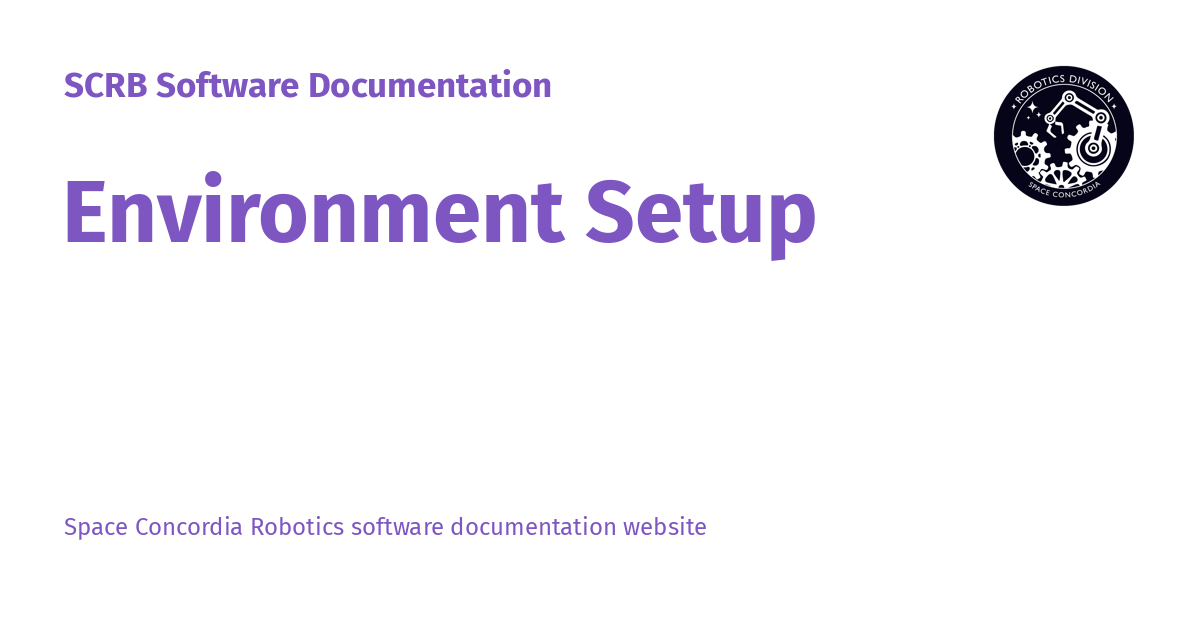 SCRB Software Documentation
ROBOTICS DIVISION
SPACE CONCORDIA
Environment Setup
Space Concordia Robotics software documentation website